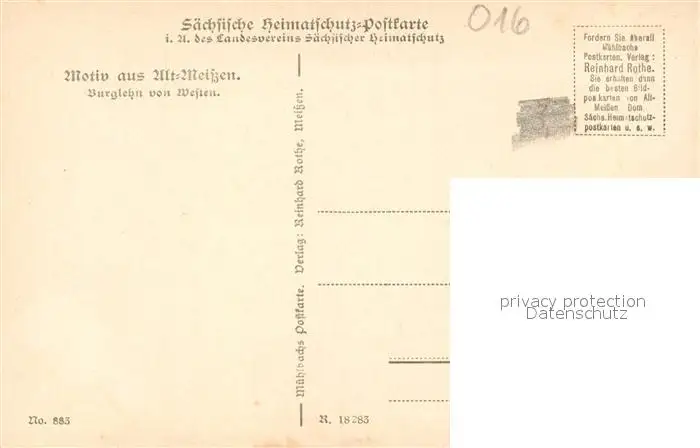 Sächsische Heimatschutz-Postkarte
i. A. des Landesvereins Sächsischer Heimatschutz
016
Fordern Sie überall
Mühlbachs
Postkarten. Verlag:
Reinhard Rothe.
Sie erhalten dann
die besten Bild-
postkarten von Alt-
Meißen Dom
Sächs. Heimatschutz-
postkarten u. s. w.
Motiv aus Alt-Meißen.
Burglehn von Westen.
Mühlbachs Postkarte. Verlag: Reinhard Rothe, Meißen.
privacy protection
Datenschutz
No. 883
R. 18283